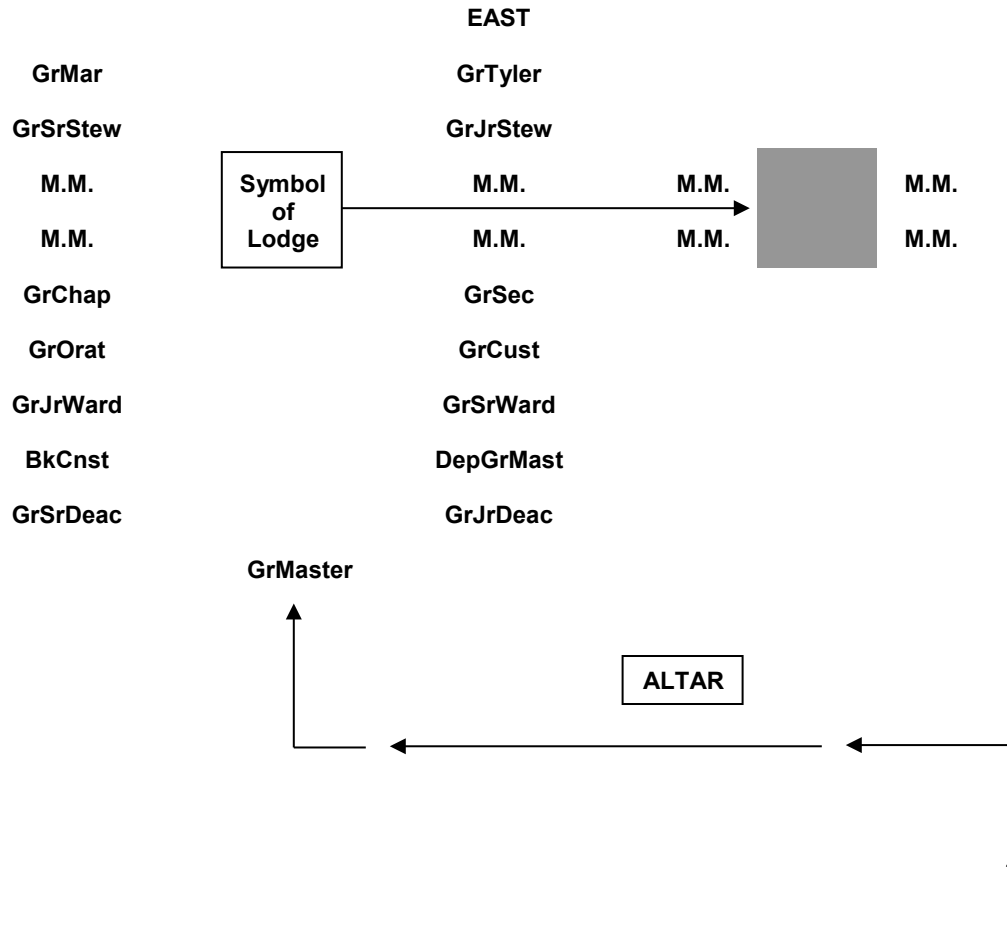 EAST
GrMar GrTyler
GrSrStew GrJrStew
M.M. Symbol M.M. M.M. M.M.
of
M.M. Lodge M.M. M.M. M.M.
GrChap GrSec
GrOrat GrCust
GrJrWard GrSrWard
BkCnst DepGrMast
GrSrDeac GrJrDeac
GrMaster
ALTAR